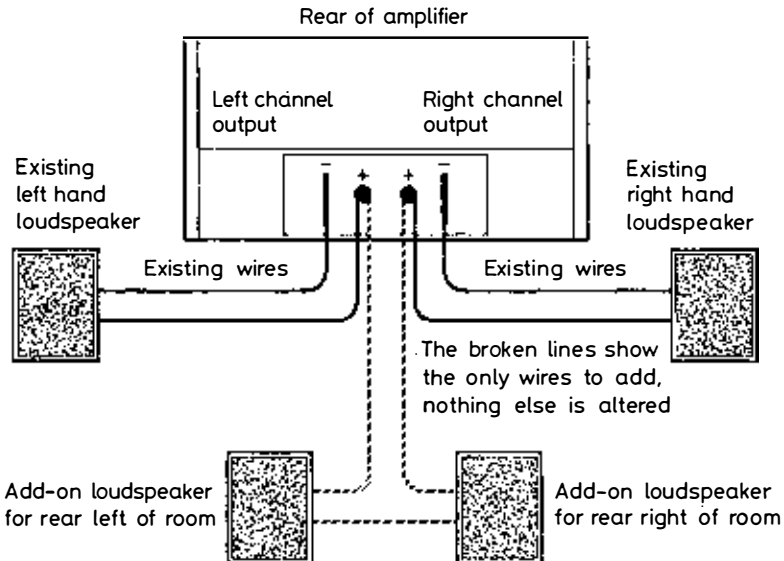 Rear of amplifier
Left channel
output
Right channel
output
Existing
left hand
loudspeaker
Existing
right hand
loudspeaker
− + + −
Existing wires
Existing wires
The broken lines show
the only wires to add,
nothing else is altered
Add-on loudspeaker
for rear left of room
Add-on loudspeaker
for rear right of room